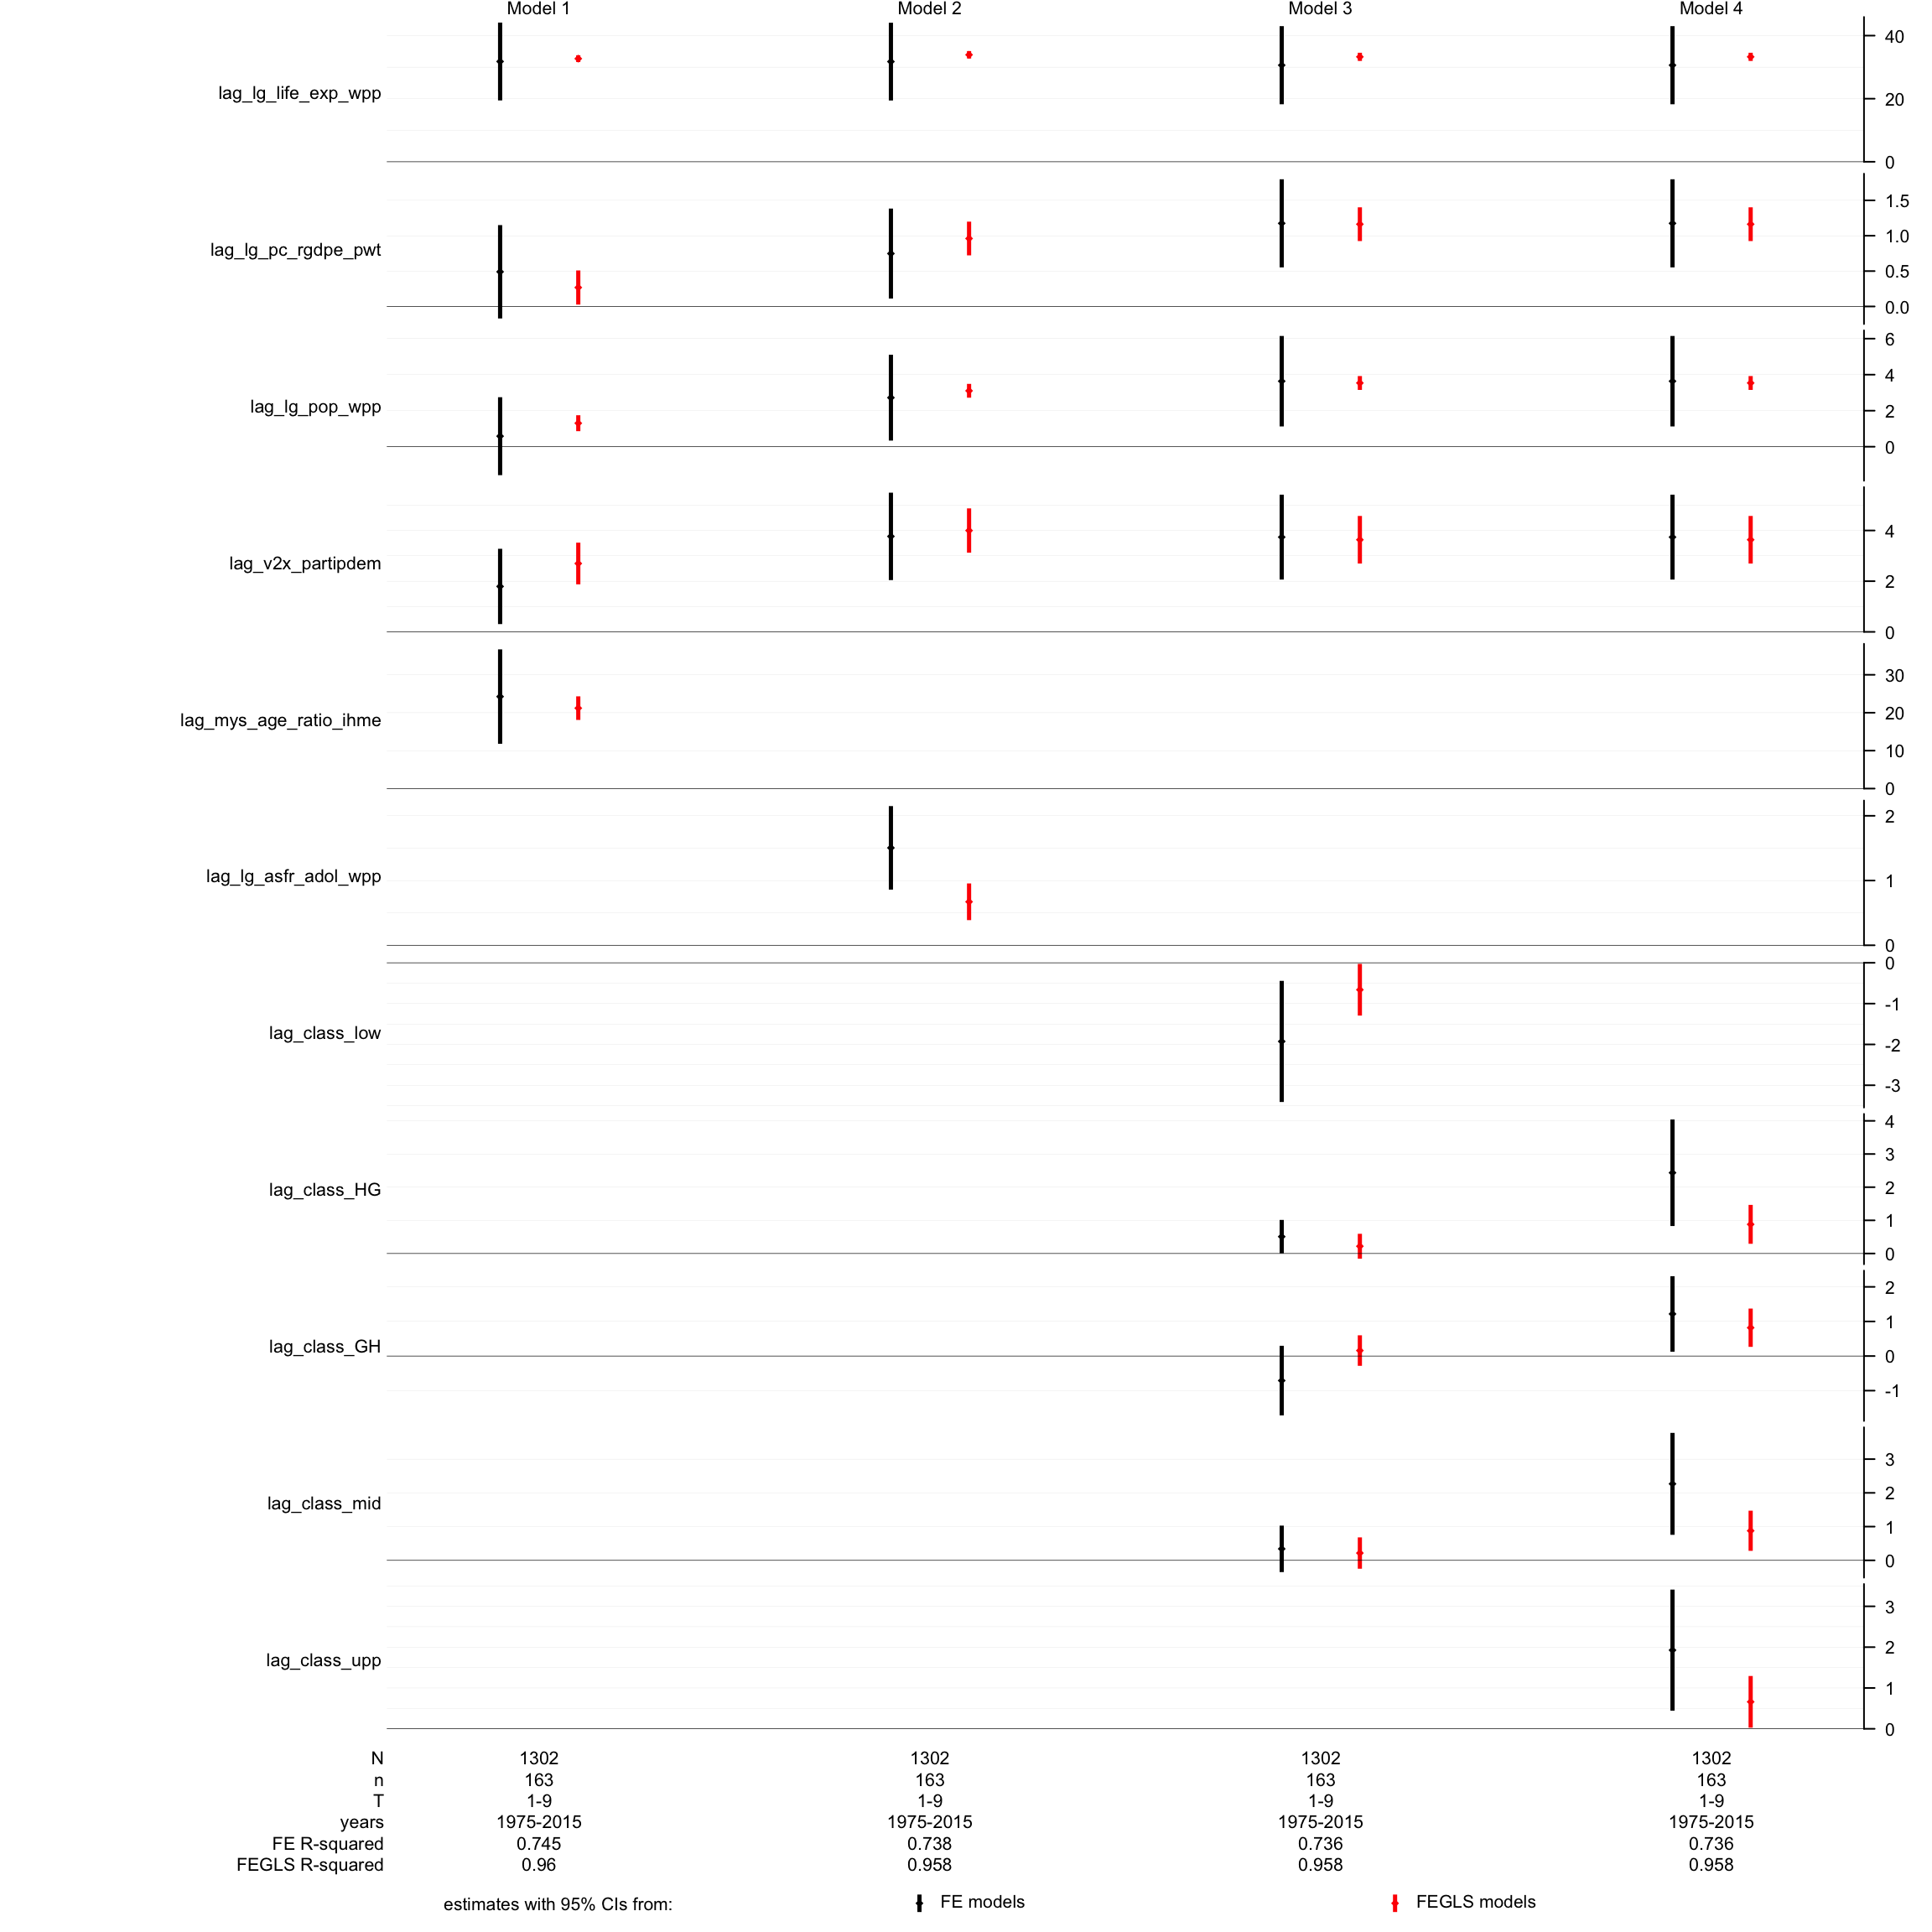 Model 1 Model 2 Model 3 Model 4
lag_lg_life_exp_wpp
40
20
0
lag_lg_pc_rgdpe_pwt
1.5
1.0
0.5
0.0
lag_lg_pop_wpp
6
4
2
0
lag_v2x_partipdem
4
2
0
lag_mys_age_ratio_ihme
30
20
10
0
lag_lg_asfr_adol_wpp
2
1
0
lag_class_low
0
-1
-2
-3
lag_class_HG
4
3
2
1
0
lag_class_GH
2
1
0
-1
lag_class_mid
3
2
1
0
lag_class_upp
3
2
1
0
N 1302 1302 1302 1302
n 163 163 163 163
T 1-9 1-9 1-9 1-9
years 1975-2015 1975-2015 1975-2015 1975-2015
FE R-squared 0.745 0.738 0.736 0.736
FEGLS R-squared 0.96 0.958 0.958 0.958
estimates with 95% CIs from: FE models FEGLS models